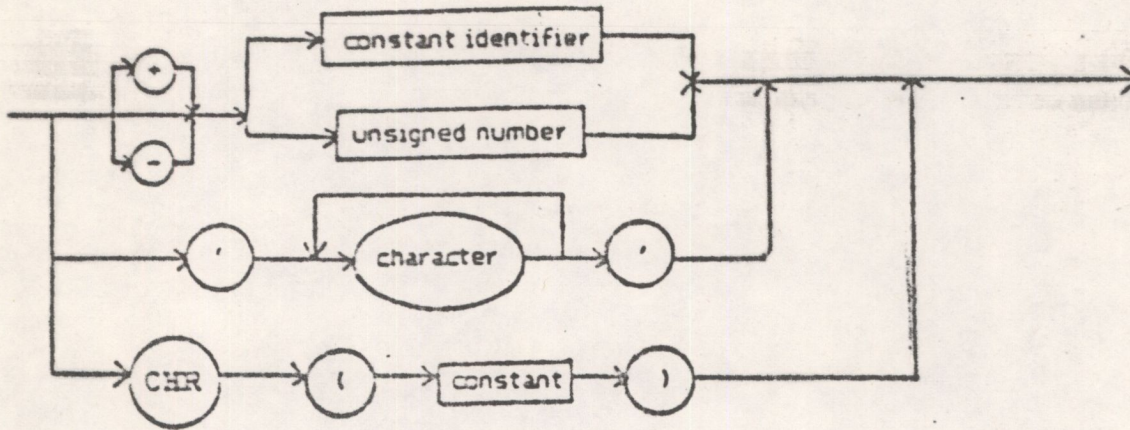 +
constant identifier
unsigned number
-
' character '
CHR ( constant )